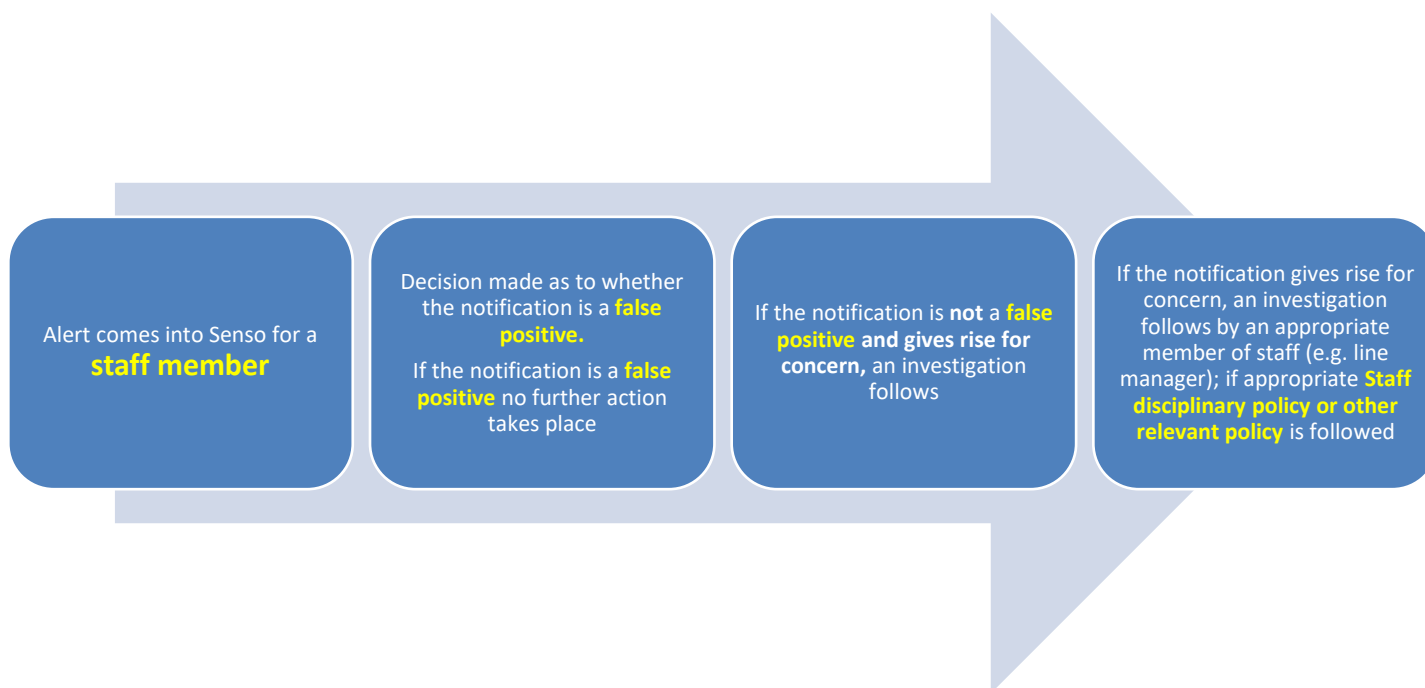 Alert comes into Senso for a
staff member
Decision made as to whether
the notification is a false
positive.
If the notification is a false
positive no further action
takes place
If the notification is not a false
positive and gives rise for
concern, an investigation
follows
If the notification gives rise for
concern, an investigation
follows by an appropriate
member of staff (e.g. line
manager); if appropriate Staff
disciplinary policy or other
relevant policy is followed